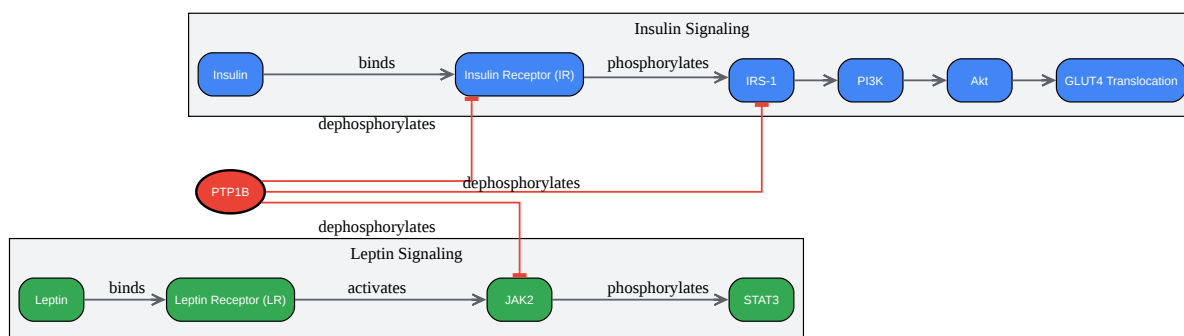 Insulin Signaling
Insulin
binds
Insulin Receptor (IR)
phosphorylates
IRS-1
PI3K
Akt
GLUT4 Translocation
dephosphorylates
PTP1B
dephosphorylates
dephosphorylates
Leptin Signaling
Leptin
binds
Leptin Receptor (LR)
activates
JAK2
phosphorylates
STAT3